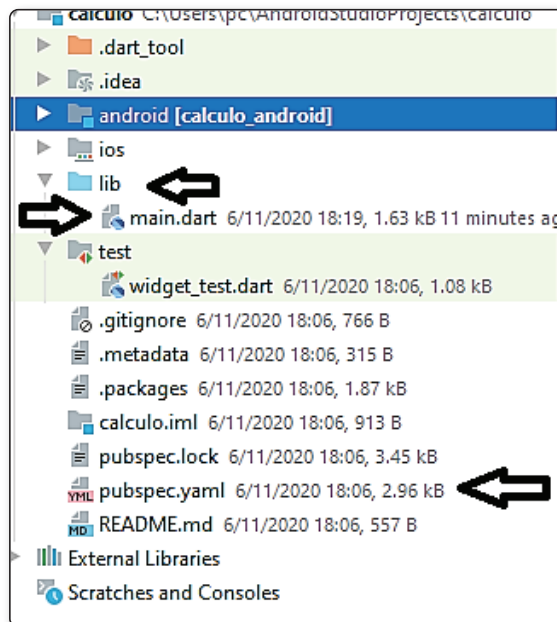 calculo C:\Users\pc\AndroidStudioProjects\calculo
.dart_tool
.idea
android [calculo_android]
ios
lib
main.dart 6/11/2020 18:19, 1.63 kB 11 minutes ag
test
widget_test.dart 6/11/2020 18:06, 1.08 kB
.gitignore 6/11/2020 18:06, 766 B
.metadata 6/11/2020 18:06, 315 B
.packages 6/11/2020 18:06, 1.87 kB
calculo.iml 6/11/2020 18:06, 913 B
pubspec.lock 6/11/2020 18:06, 3.45 kB
YML pubspec.yaml 6/11/2020 18:06, 2.96 kB
MD README.md 6/11/2020 18:06, 557 B
External Libraries
Scratches and Consoles